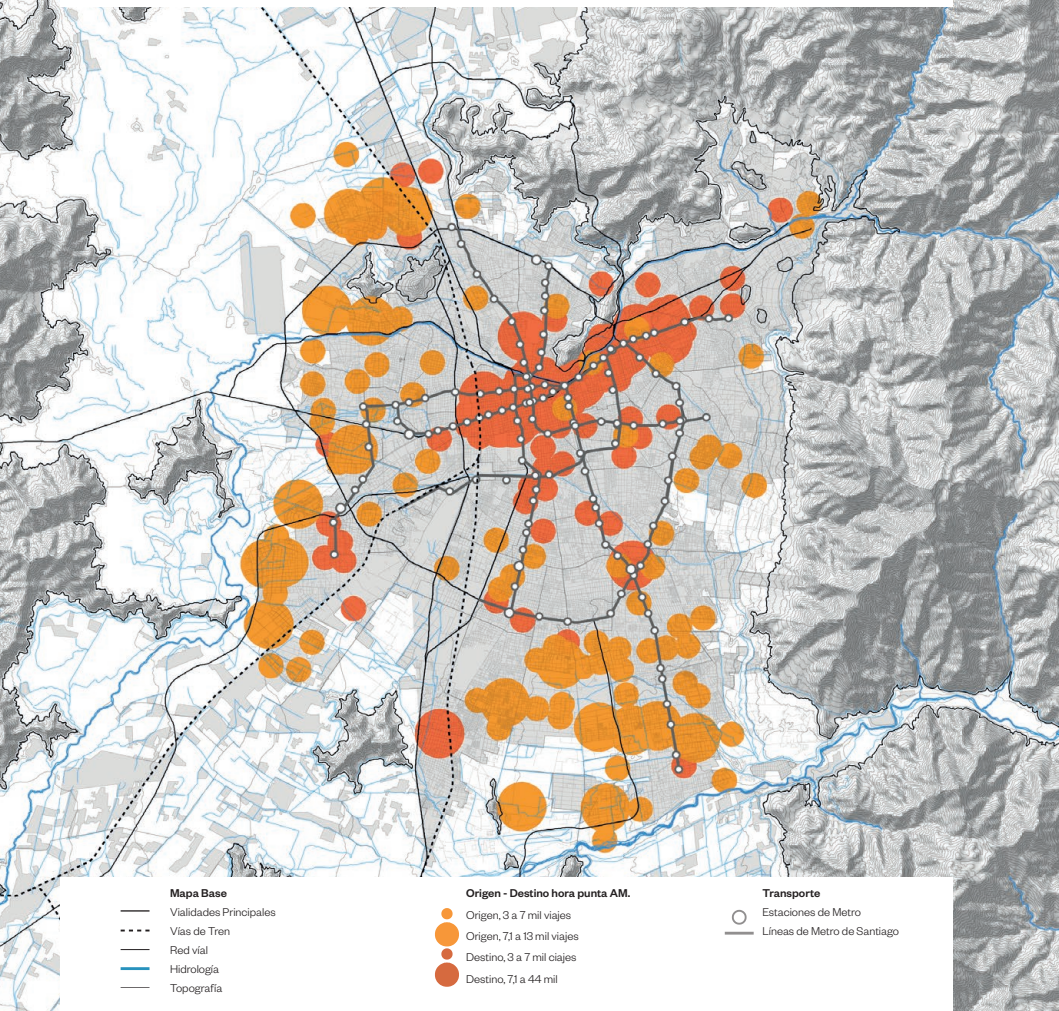 Mapa Base
Vialidades Principales
Vías de Tren
Red víal
Hidrología
Topografía
Origen - Destino hora punta AM.
Origen, 3 a 7 mil viajes
Origen, 7,1 a 13 mil viajes
Destino, 3 a 7 mil ciajes
Destino, 7,1 a 44 mil
Transporte
Estaciones de Metro
Líneas de Metro de Santiago